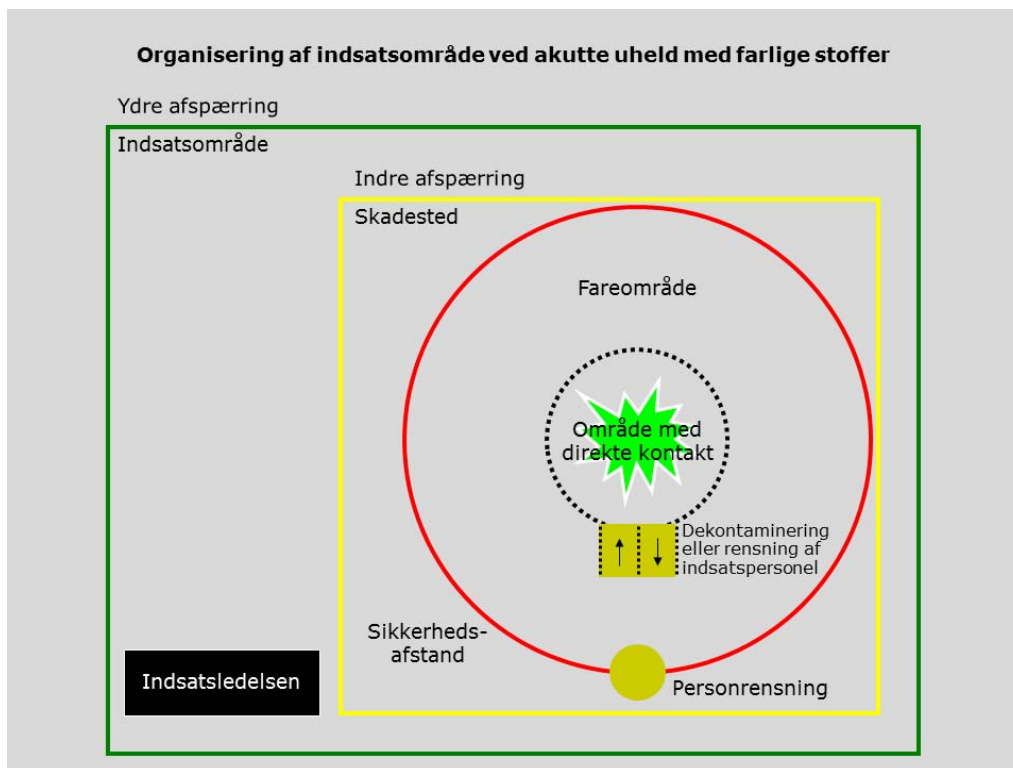 Organisering af indsatsområde ved akutte uheld med farlige stoffer
Ydre afspærring
Indsatsområde
Indre afspærring
Skadested
Fareområde
Område med
direkte kontakt
Dekontaminering
eller rensning af
indsatspersonel
Sikkerheds-
afstand
Indsatsledelsen
Personrensning